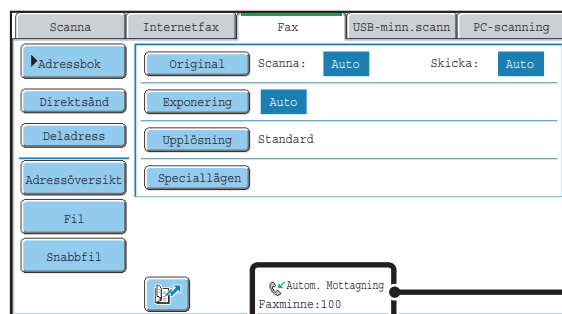 Scanna Internetfax Fax USB-minn.scann PC-scanning
Adressbok Original Scanna: Auto Skicka: Auto
Direktsänd Exponering Auto
Deladress Upplösning Standard
Adressöversikt Speciallägen
Fil
Snabbfil
Autom. Mottagning
Faxminne:100